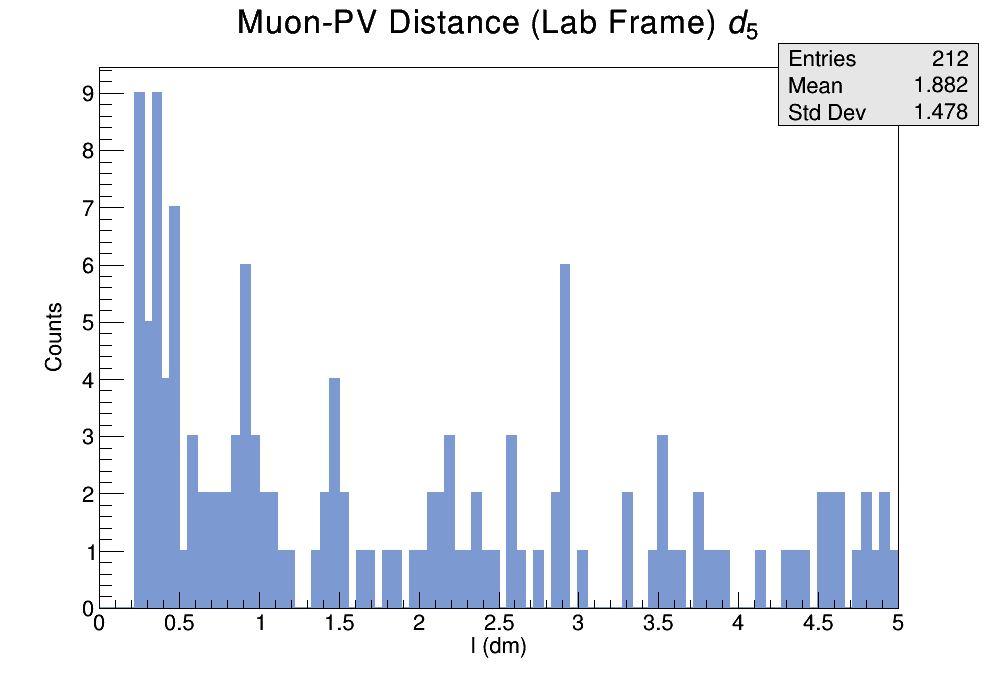 Muon-PV Distance (Lab Frame) d5
Entries 212
Mean 1.882
Std Dev 1.478
9
8
7
6
5
4
3
2
1
0
Counts
0 0.5 1 1.5 2 2.5 3 3.5 4 4.5 5
l (dm)